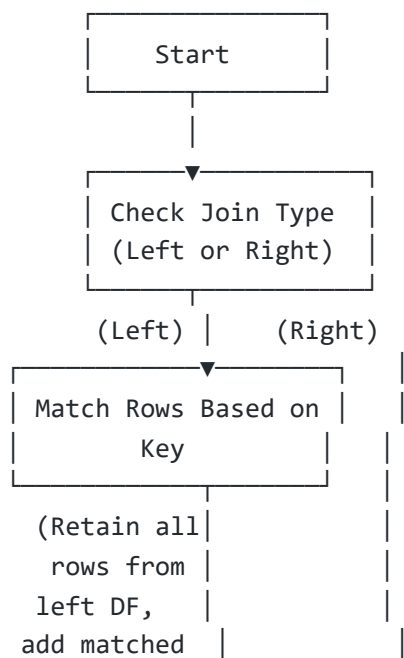 Start
Check Join Type
(Left or Right)
(Left) (Right)
Match Rows Based on
Key
(Retain all
rows from
left DF,
add matched